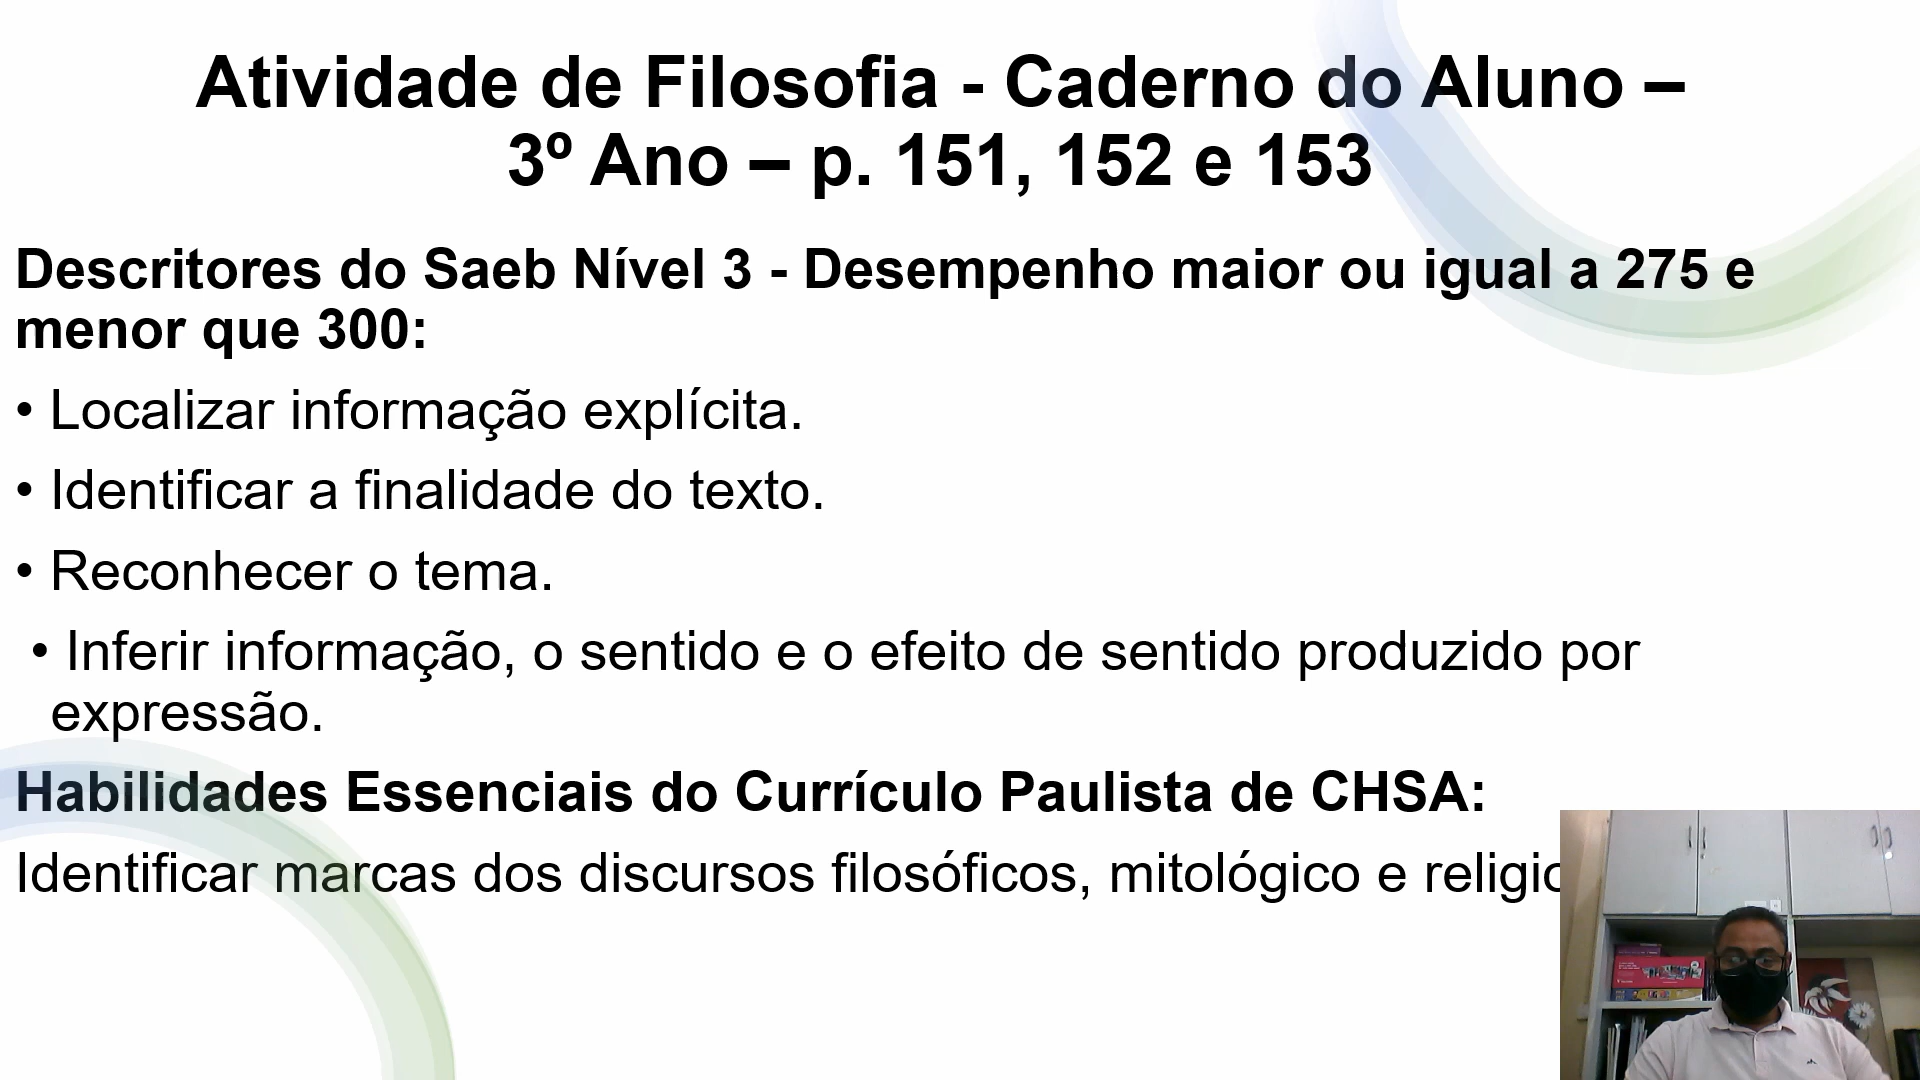 Atividade de Filosofia - Caderno do Aluno –
3º Ano – p. 151, 152 e 153
Descritores do Saeb Nível 3 - Desempenho maior ou igual a 275 e
menor que 300:
• Localizar informação explícita.
• Identificar a finalidade do texto.
• Reconhecer o tema.
• Inferir informação, o sentido e o efeito de sentido produzido por
expressão.
Habilidades Essenciais do Currículo Paulista de CHSA:
Identificar marcas dos discursos filosóficos, mitológico e